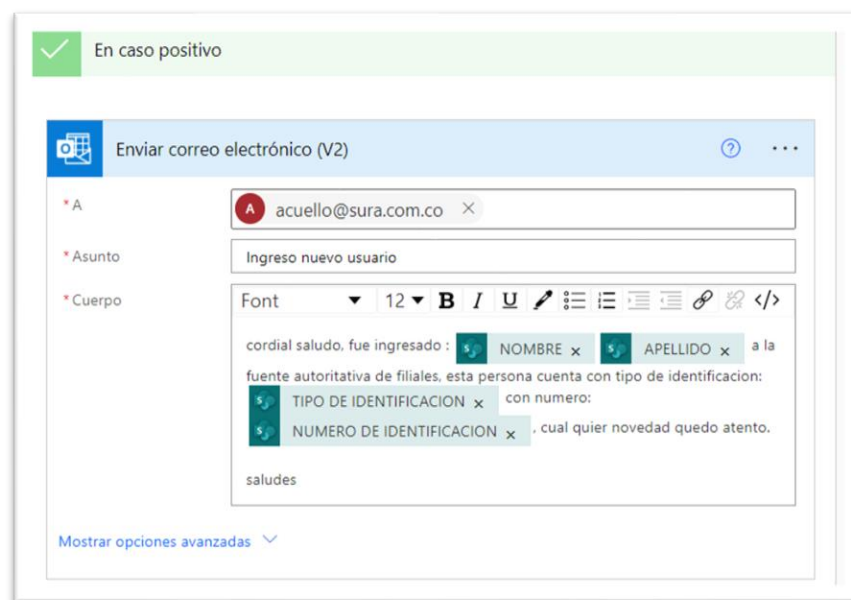 En caso positivo
Enviar correo electrónico (V2)
* A
A acuello@sura.com.co
* Asunto
Ingreso nuevo usuario
* Cuerpo
Font 12 B I U </>
cordial saludo, fue ingresado : NOMBRE x APELLIDO x a la
fuente autoritativa de filiales, esta persona cuenta con tipo de identificacion:
TIPO DE IDENTIFICACION x con numero:
NUMERO DE IDENTIFICACION x , cual quier novedad quedo atento.
saludes
Mostrar opciones avanzadas